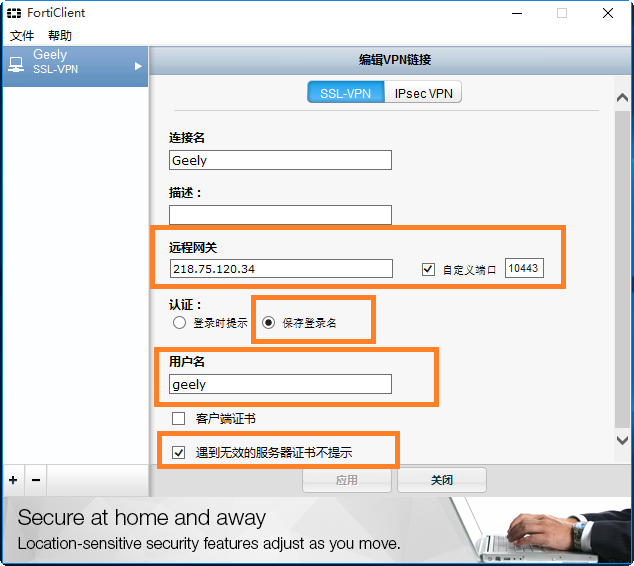 FortiClient
文件 帮助
Geely
SSL-VPN
编辑VPN链接
SSL-VPN IPsec VPN
连接名
Geely
描述：
远程网关
218.75.120.34 自定义端口 10443
认证：
登录时提示 保存登录名
用户名
geely
客户端证书
遇到无效的服务器证书不提示
+ −
应用 关闭
Secure at home and away
Location-sensitive security features adjust as you move.